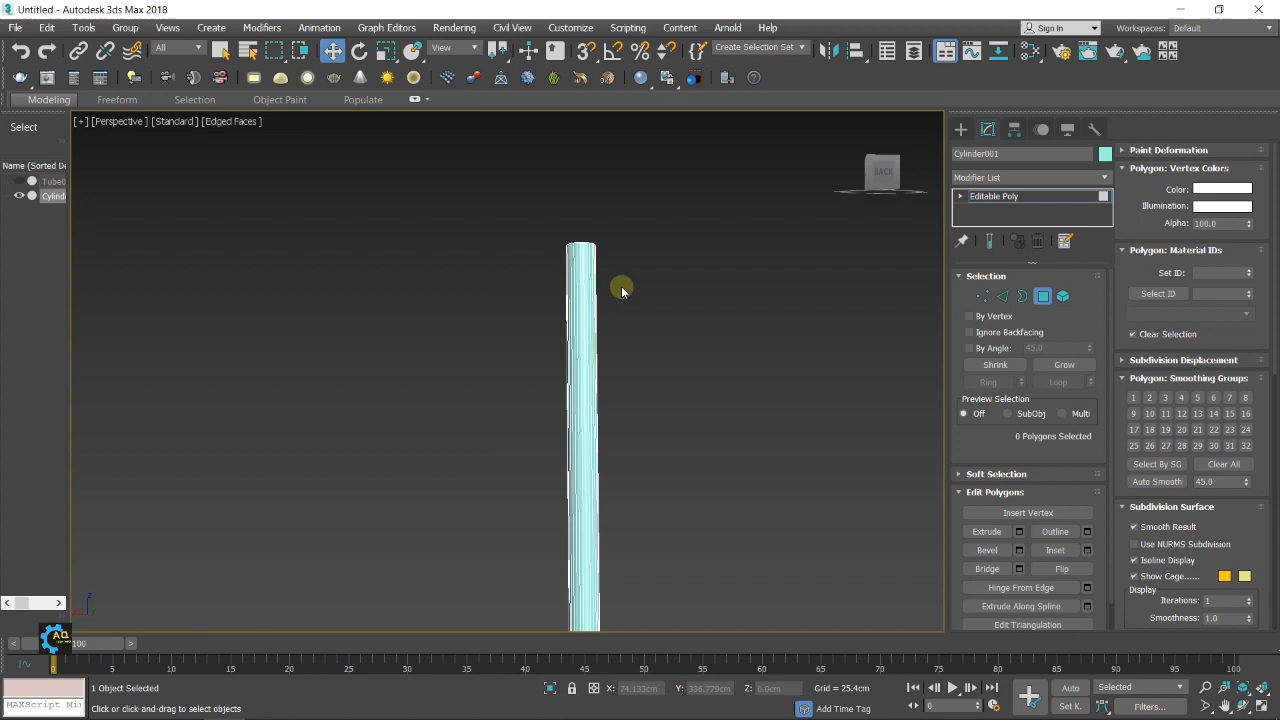 Untitled - Autodesk 3ds Max 2018
File Edit Tools Group Views Create Modifiers Animation Graph Editors Rendering Civil View Customize Scripting Content Arnold Help
Sign In Workspaces: Default
All View Create Selection Set
Modeling Freeform Selection Object Paint Populate
[+] [Perspective ] [Standard ] [Edged Faces ]
Select
Name (Sorted De
Tube0
Cylinde
BACK
Cylinder001
Modifier List
Editable Poly
Selection
By Vertex
Ignore Backfacing
By Angle: 45.0
Shrink Grow
Ring Loop
Preview Selection
Off SubObj Multi
0 Polygons Selected
Soft Selection
Edit Polygons
Insert Vertex
Extrude Outline
Bevel Inset
Bridge Flip
Hinge From Edge
Extrude Along Spline
Edit Triangulation
Paint Deformation
Polygon: Vertex Colors
Color:
Illumination:
Alpha: 100.0
Polygon: Material IDs
Set ID:
Select ID
Clear Selection
Subdivision Displacement
Polygon: Smoothing Groups
1 2 3 4 5 6 7 8
9 10 11 12 13 14 15 16
17 18 19 20 21 22 23 24
25 26 27 28 29 30 31 32
Select By SG Clear All
Auto Smooth 45.0
Subdivision Surface
Smooth Result
Use NURMS Subdivision
Isoline Display
Show Cage......
Display
Iterations: 1
Smoothness: 1.0
z
AQ
100
0 5 10 15 20 25 30 35 40 45 50 55 60 65 70 75 80 85 90 95 100
1 Object Selected
X: 74.133cm Y: 336.779cm Z: 0.0cm Grid = 25.4cm
Auto Selected
MAXScript Mi
Click or click-and-drag to select objects
Add Time Tag
0
Set K. Filters...